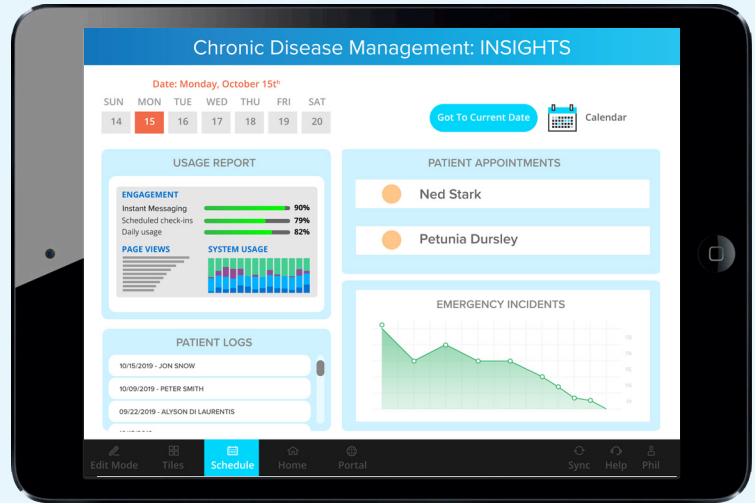 Chronic Disease Management: INSIGHTS
Date: Monday, October 15th
SUN MON TUE WED THU FRI SAT
14 15 16 17 18 19 20
Got To Current Date
Calendar
USAGE REPORT
ENGAGEMENT
Instant Messaging 90%
Scheduled check-ins 79%
Daily usage 82%
PAGE VIEWS SYSTEM USAGE
PATIENT APPOINTMENTS
Ned Stark
Petunia Dursley
PATIENT LOGS
10/15/2019 - JON SNOW
10/09/2019 - PETER SMITH
09/22/2019 - ALYSON DI LAURENTIS
EMERGENCY INCIDENTS
Edit Mode Tiles Schedule Home Portal Sync Help Phil